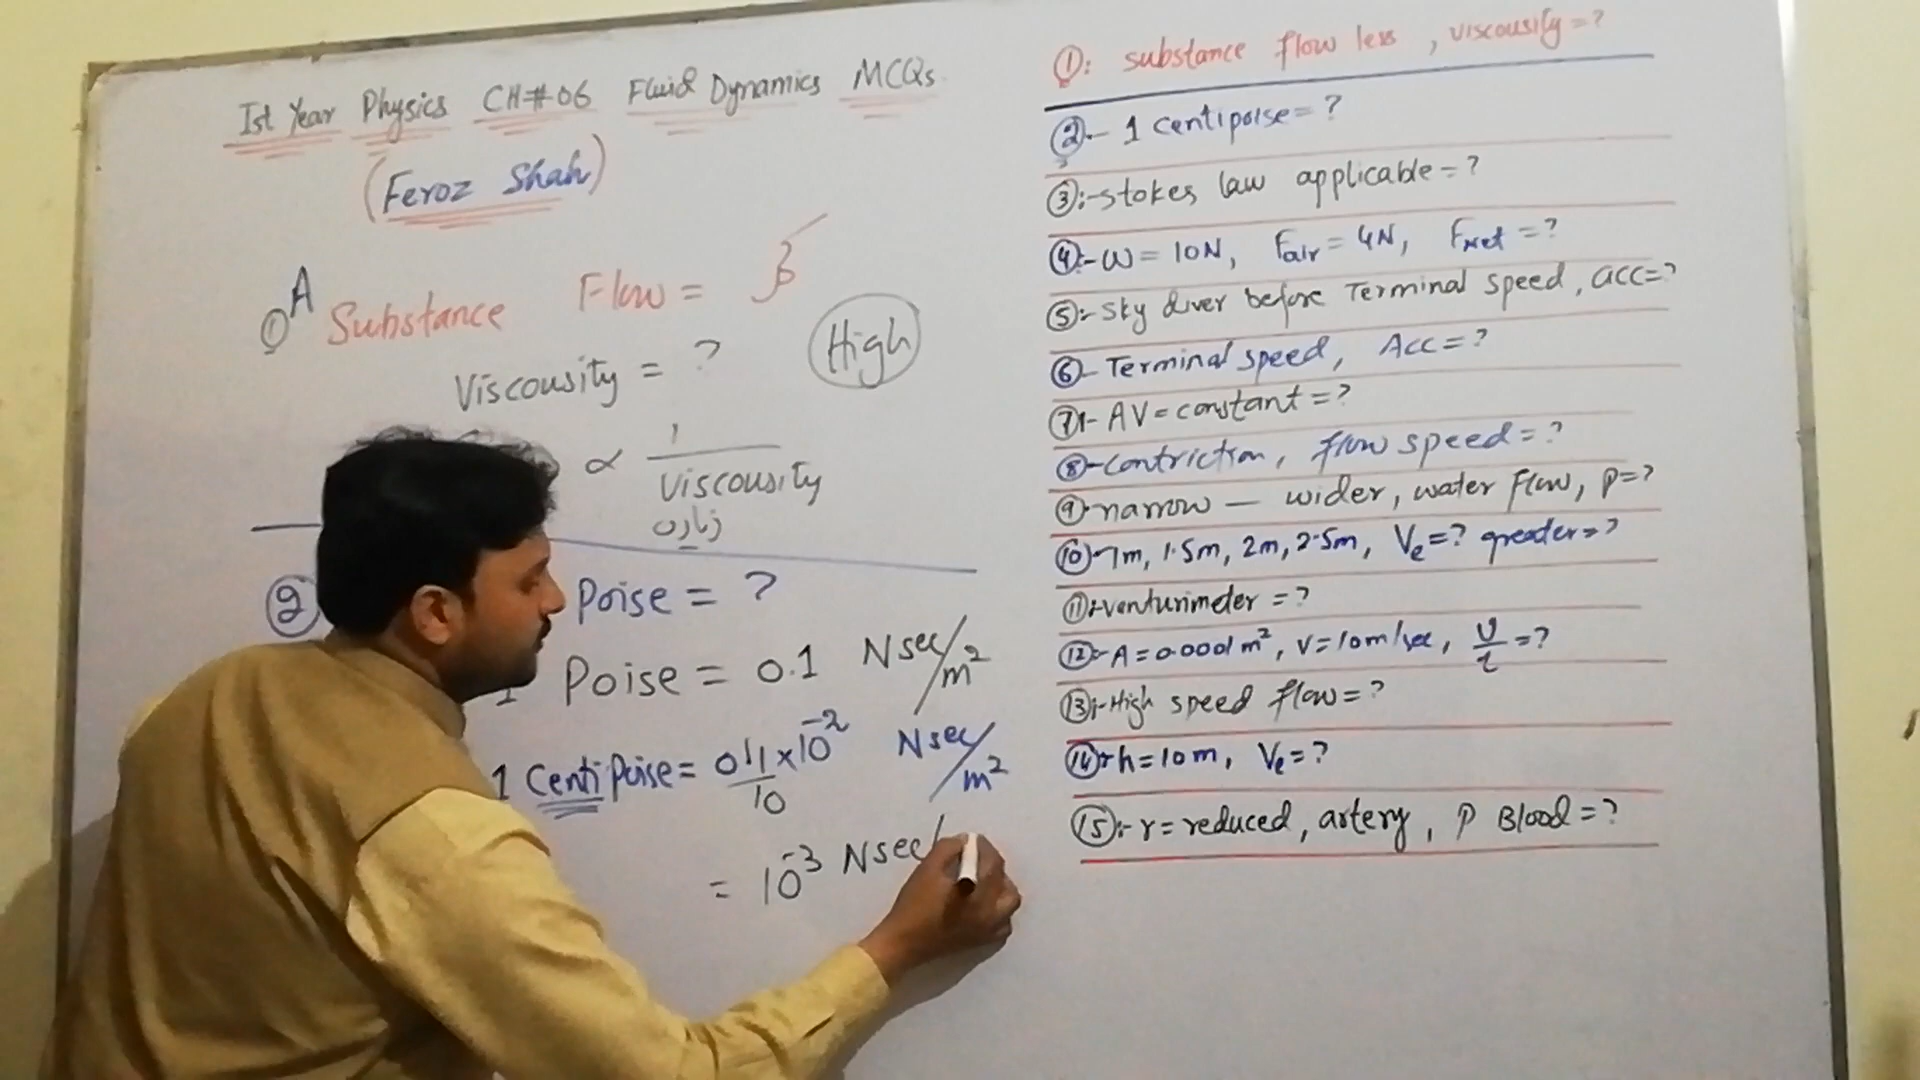 Ist Year Physics CH#06 Fluid Dynamics MCQs
(Feroz Shah)
① A Substance Flow =
Viscousity = ?
High
∝ 1/Viscousity
② Poise = ?
1 Poise = 0.1 Nsec/m²
1 Centi Poise = 01/10 x 10⁻² Nsec/m²
= 10⁻³ Nsec/
①: substance flow less, viscousity = ?
②:- 1 centipoise = ?
③:- stokes law applicable = ?
④:- W = 10N, Fair = 4N, FNet = ?
⑤:- Sky diver before Terminal speed, acc = ?
⑥- Terminal speed, Acc = ?
⑦:- AV = constant = ?
⑧- contriction, flow speed = ?
⑨- narrow — wider, water flow, P = ?
⑩- 1m, 1.5m, 2m, 2.5m, Ve = ? greater = ?
⑪:- venturimeter = ?
⑫:- A = 0.0001 m², V = 10m/sec, V/t = ?
⑬:- High speed flow = ?
⑭:- h = 10m, Ve = ?
⑮:- r = reduced, artery, P Blood = ?